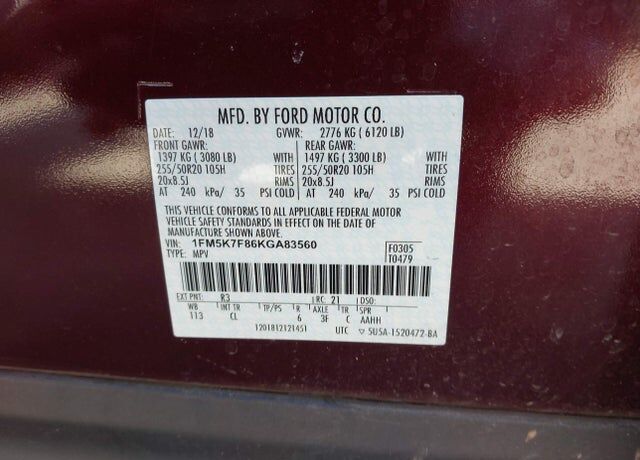 MFD. BY FORD MOTOR CO.
DATE: 12/18 GVWR: 2776 KG ( 6120 LB)
FRONT GAWR: REAR GAWR:
1397 KG ( 3080 LB) WITH 1497 KG ( 3300 LB) WITH
255/50R20 105H TIRES 255/50R20 105H TIRES
20x8.5J RIMS 20x8.5J RIMS
AT 240 kPa/ 35 PSI COLD AT 240 kPa/ 35 PSI COLD
THIS VEHICLE CONFORMS TO ALL APPLICABLE FEDERAL MOTOR
VEHICLE SAFETY STANDARDS IN EFFECT ON THE DATE OF
MANUFACTURE SHOWN ABOVE.
VIN: 1FM5K7F86KGA83560 F0305
TYPE: MPV T0479
EXT PNT: R3 RC: 21 DSO:
WB INT TR TP/PS R AXLE TR SPR
113 CL 6 3F C AAHH
1201812121451 UTC ▽ 5U5A-1520472-BA